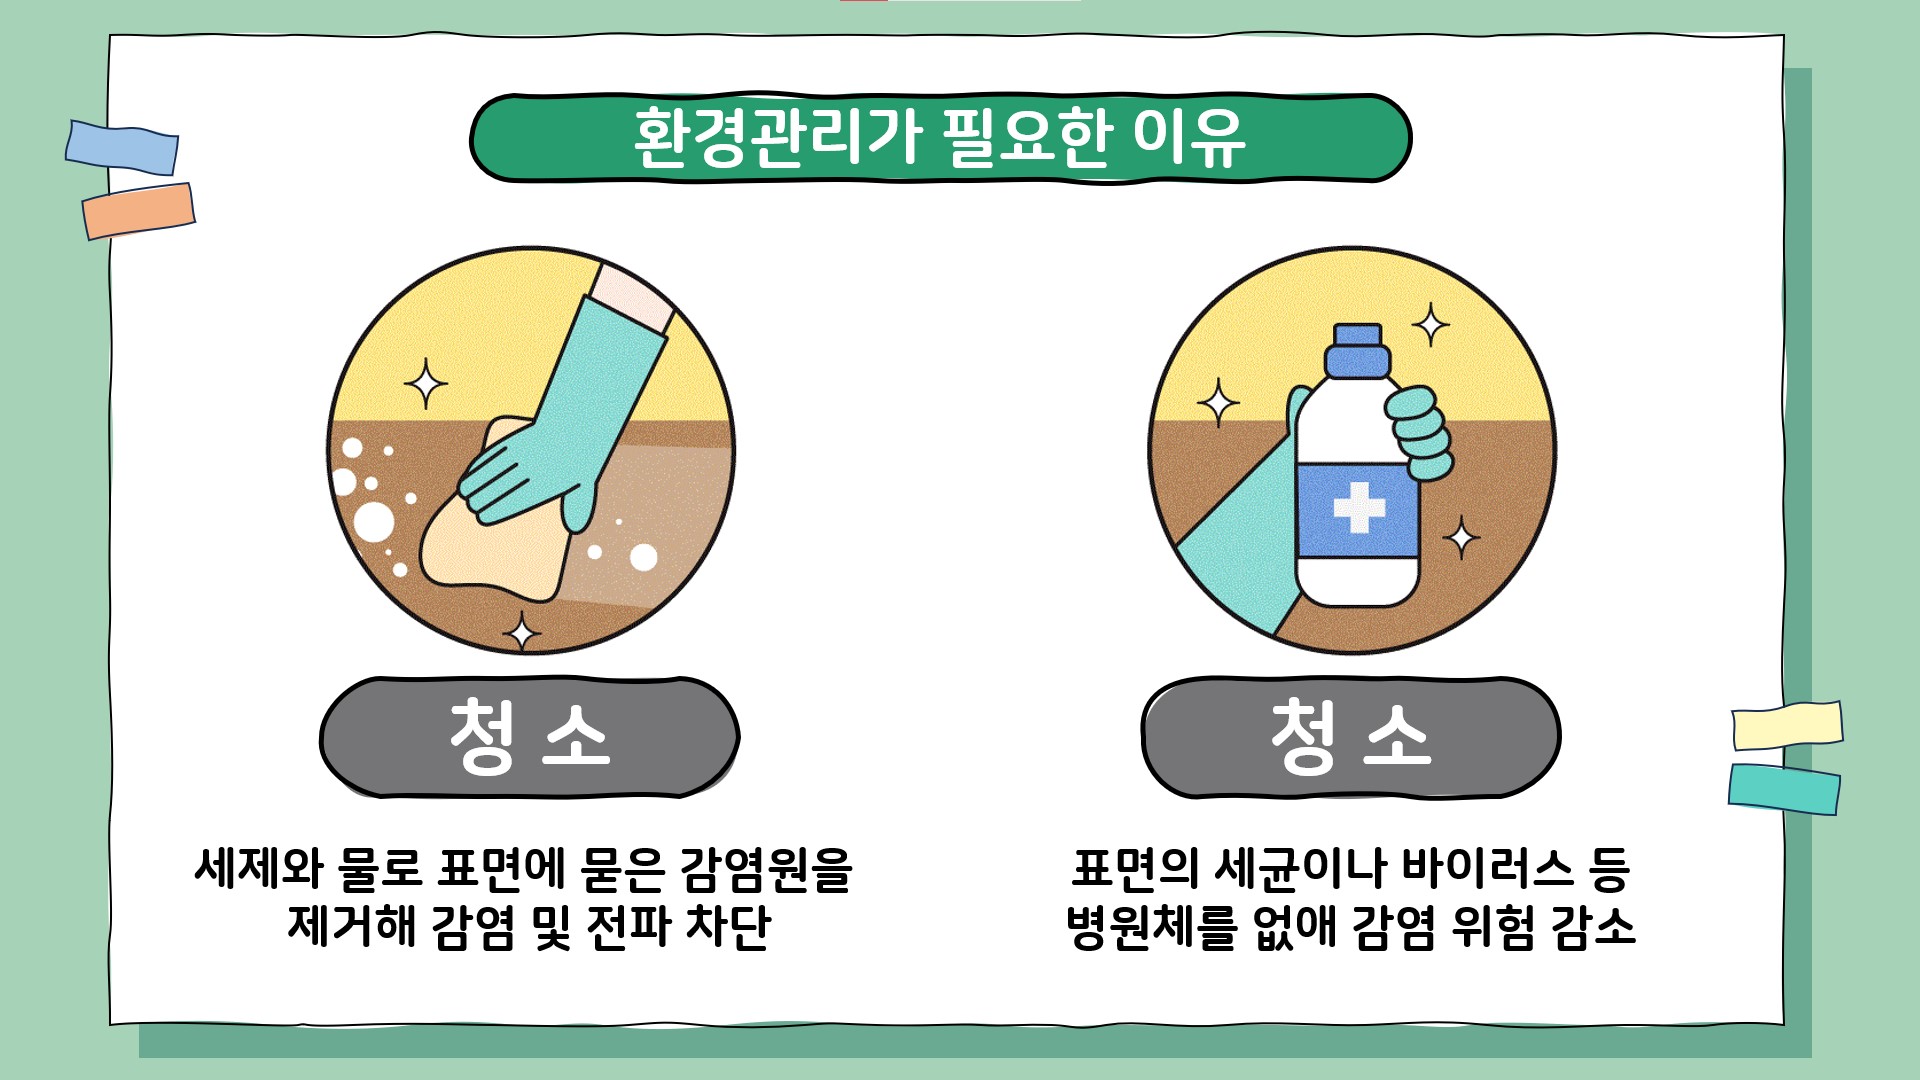 환경관리가 필요한 이유
청 소
세제와 물로 표면에 묻은 감염원을
제거해 감염 및 전파 차단
청 소
표면의 세균이나 바이러스 등
병원체를 없애 감염 위험 감소